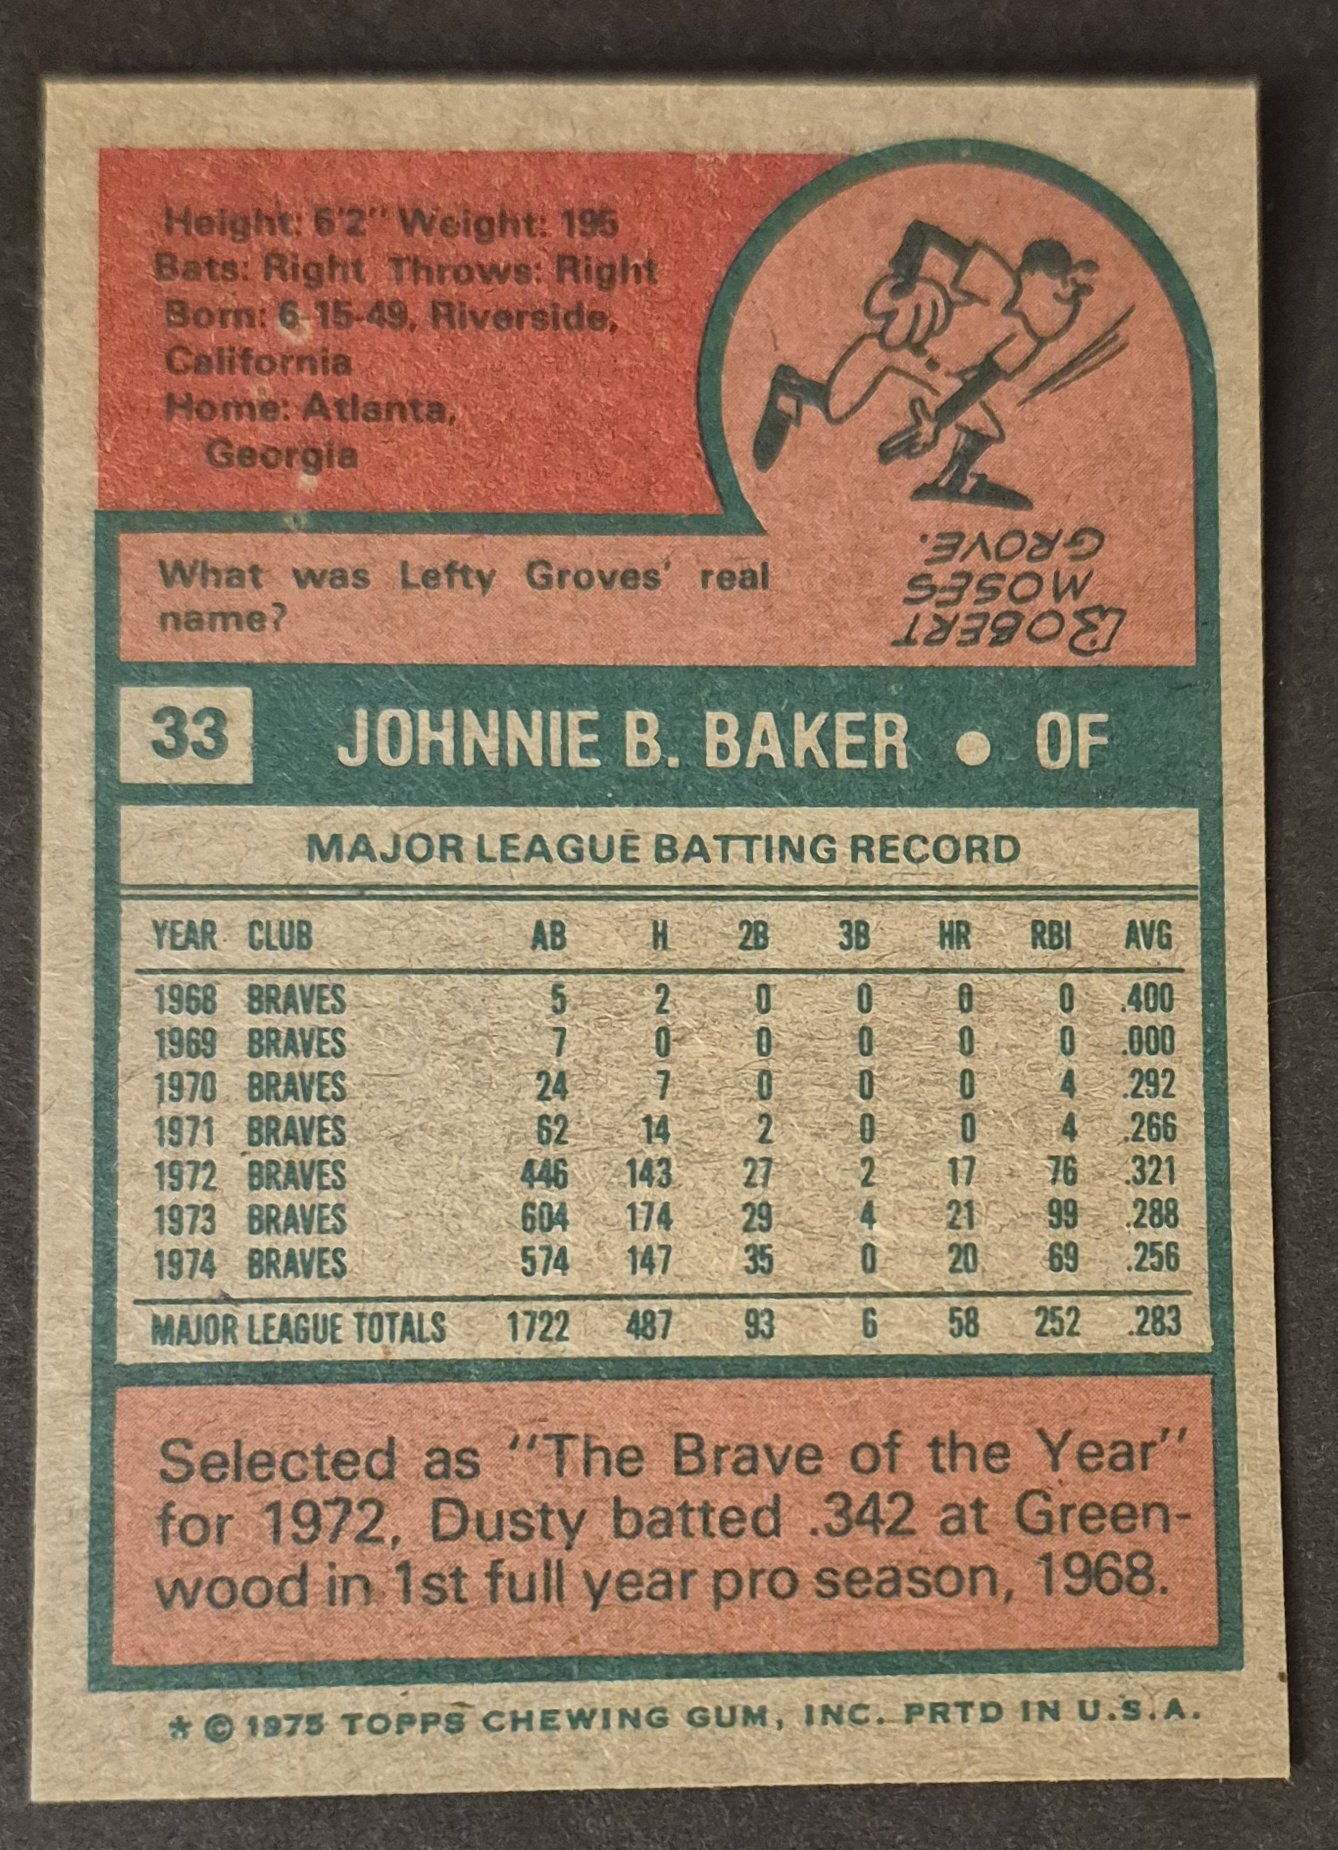 Height: 6'2" Weight: 195
Bats: Right Throws: Right
Born: 6-15-49, Riverside,
California
Home: Atlanta,
Georgia
What was Lefty Groves' real
name?
ROBERT
MOSES
GROVE.
33 JOHNNIE B. BAKER • OF
MAJOR LEAGUE BATTING RECORD
YEAR CLUB AB H 2B 3B HR RBI AVG
1968 BRAVES 5 2 0 0 0 0 .400
1969 BRAVES 7 0 0 0 0 0 .000
1970 BRAVES 24 7 0 0 0 4 .292
1971 BRAVES 62 14 2 0 0 4 .266
1972 BRAVES 446 143 27 2 17 76 .321
1973 BRAVES 604 174 29 4 21 99 .288
1974 BRAVES 574 147 35 0 20 69 .256
MAJOR LEAGUE TOTALS 1722 487 93 6 58 252 .283
Selected as "The Brave of the Year"
for 1972, Dusty batted .342 at Green-
wood in 1st full year pro season, 1968.
* © 1975 TOPPS CHEWING GUM, INC. PRTD IN U.S.A.